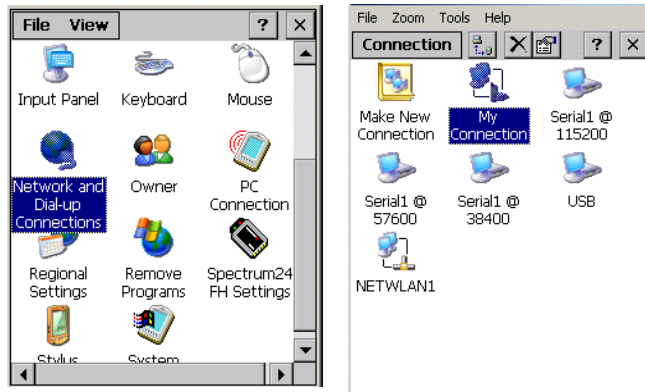 File View ?
Input Panel Keyboard Mouse
Network and Dial-up Connections Owner PC Connection
Regional Settings Remove Programs Spectrum24 FH Settings
Stylus System
File Zoom Tools Help
Connection ?
Make New Connection My Connection Serial1 @ 115200
Serial1 @ 57600 Serial1 @ 38400 USB
NETWLAN1